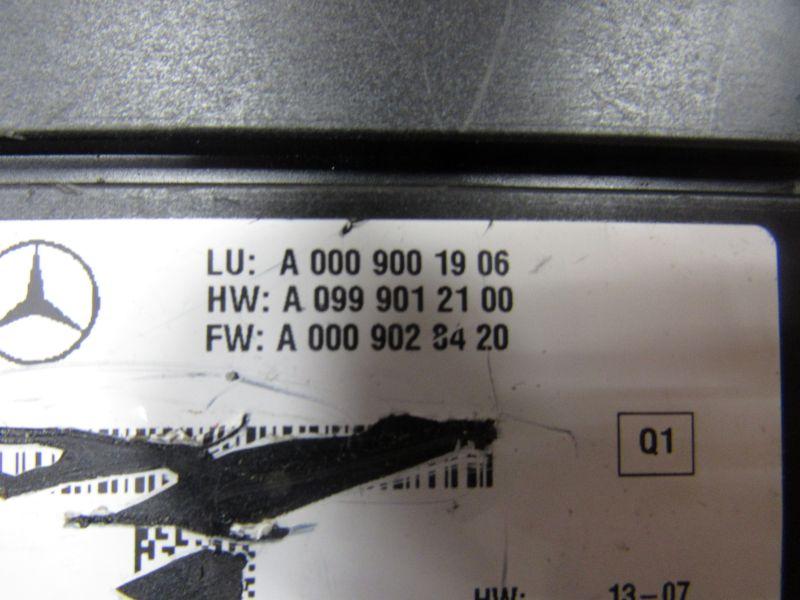 LU: A 000 900 19 06
HW: A 099 901 21 00
FW: A 000 902 84 20
Q1
HW: 13-07